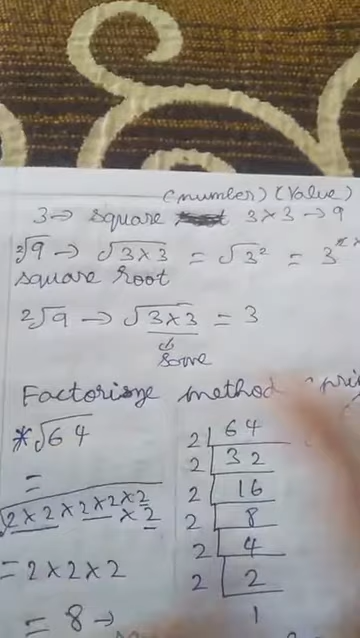 (number) (Value)
3 → square 3×3 → 9
²√9 → √3×3 = √3² = 3
square root
²√9 → √3×3 = 3
same
Factorise method
*√64
=
√2×2×2×2×2×2
= 2×2×2
= 8 →
2 | 64
2 | 32
2 | 16
2 | 8
2 | 4
2 | 2
1